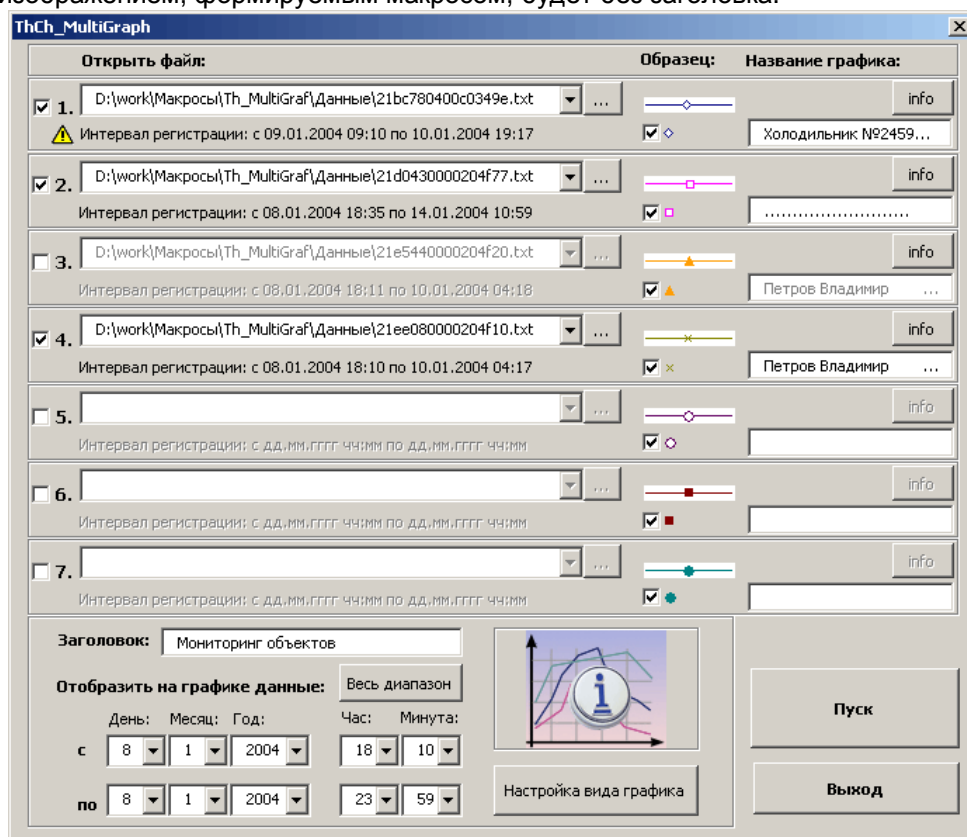 изображением, формируемым макросом, будет без заголовка.
ThCh_MultiGraph
Открыть файл: Образец: Название графика:
1. D:\work\Макросы\Th_MultiGraf\Данные\21bc780400c0349e.txt ... info
Интервал регистрации: с 09.01.2004 09:10 по 10.01.2004 19:17 Холодильник №2459...
2. D:\work\Макросы\Th_MultiGraf\Данные\21d0430000204f77.txt ... info
Интервал регистрации: с 08.01.2004 18:35 по 14.01.2004 10:59 ..........................
3. D:\work\Макросы\Th_MultiGraf\Данные\21e5440000204f20.txt ... info
Интервал регистрации: с 08.01.2004 18:11 по 10.01.2004 04:18 Петров Владимир ...
4. D:\work\Макросы\Th_MultiGraf\Данные\21ee080000204f10.txt ... info
Интервал регистрации: с 08.01.2004 18:10 по 10.01.2004 04:17 Петров Владимир ...
5. ... info
Интервал регистрации: с дд.мм.гггг чч:мм по дд.мм.гггг чч:мм
6. ... info
Интервал регистрации: с дд.мм.гггг чч:мм по дд.мм.гггг чч:мм
7. ... info
Интервал регистрации: с дд.мм.гггг чч:мм по дд.мм.гггг чч:мм
Заголовок: Мониторинг объектов
Отобразить на графике данные: Весь диапазон
День: Месяц: Год: Час: Минута:
с 8 1 2004 18 10
по 8 1 2004 23 59
i
Настройка вида графика
Пуск
Выход